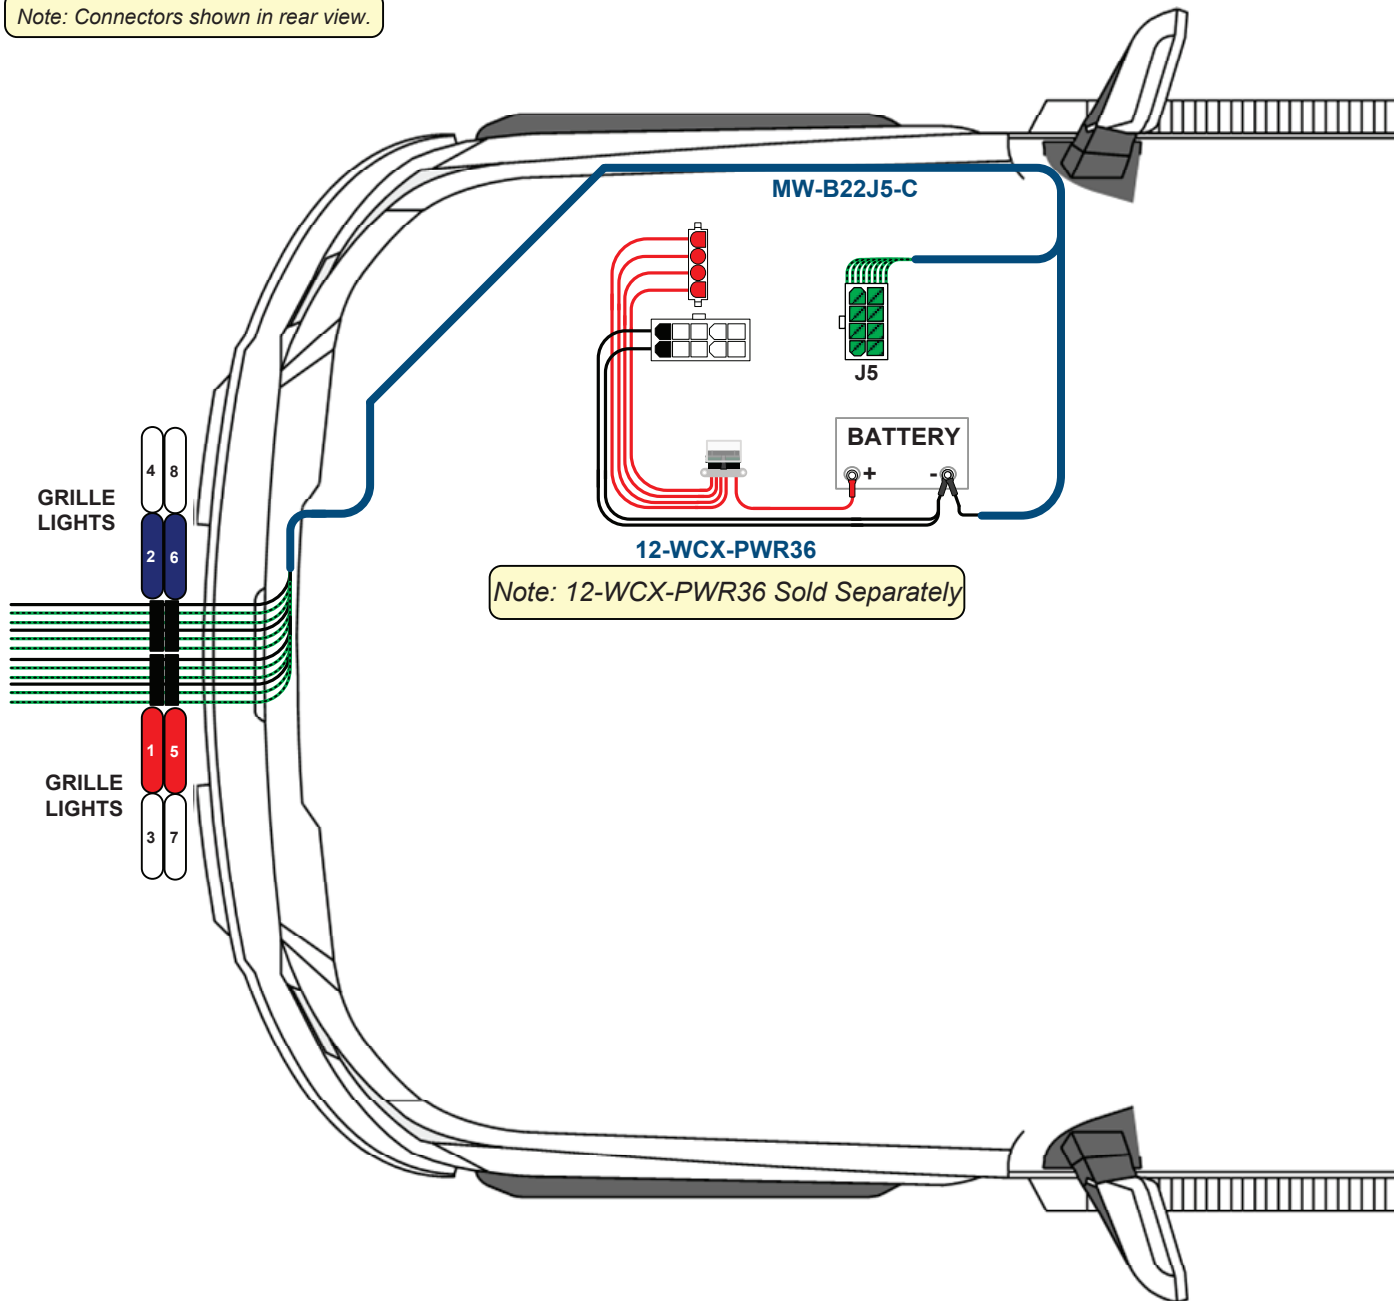 Note: Connectors shown in rear view.
MW-B22J5-C
J5
BATTERY
+ -
12-WCX-PWR36
Note: 12-WCX-PWR36 Sold Separately
GRILLE
LIGHTS
4 8
2 6
1 5
GRILLE
LIGHTS
3 7